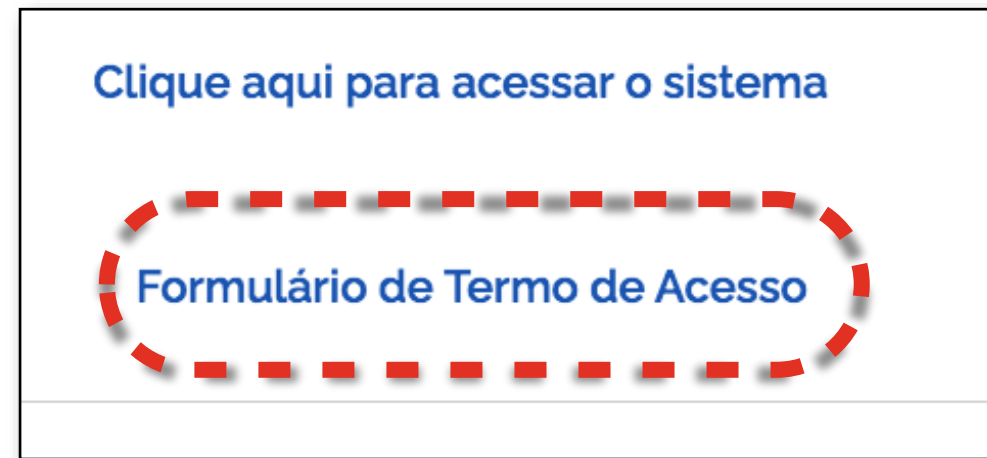 Clique aqui para acessar o sistema
Formulário de Termo de Acesso